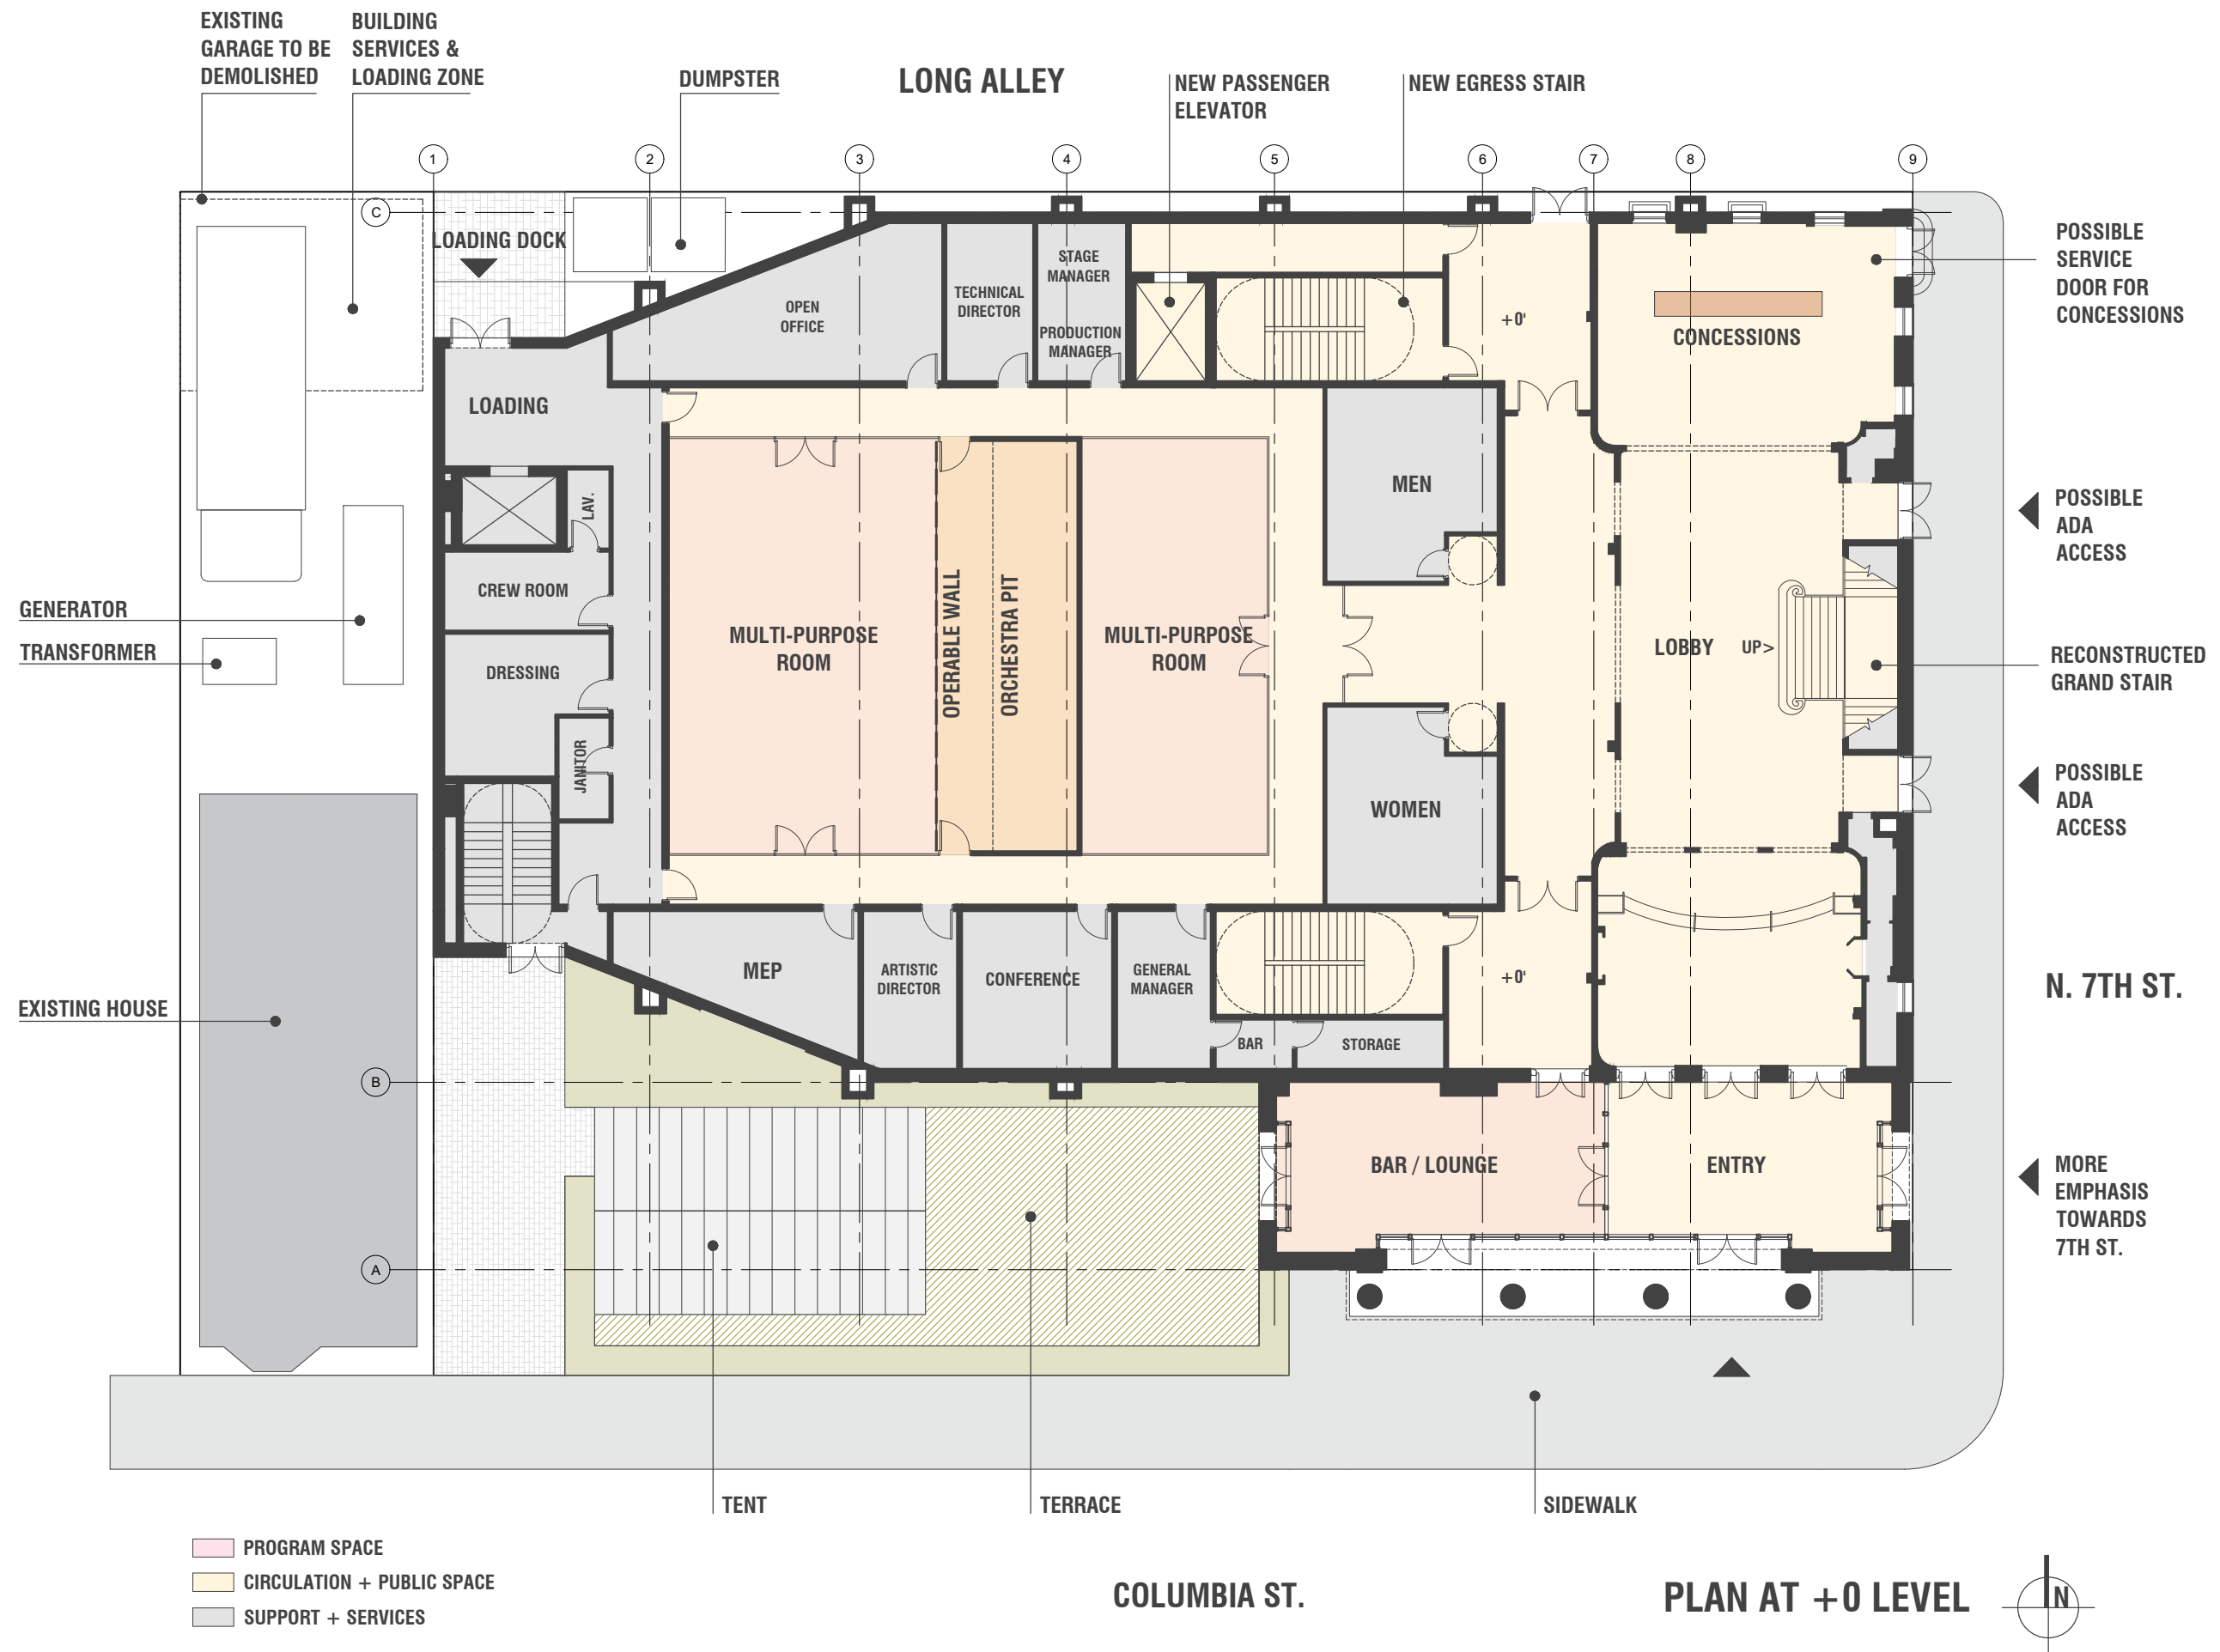 EXISTING
GARAGE TO BE
DEMOLISHED
BUILDING
SERVICES &
LOADING ZONE
DUMPSTER
LONG ALLEY
NEW PASSENGER
ELEVATOR
NEW EGRESS STAIR
1
2
3
4
5
6
7
8
9
C
LOADING DOCK
POSSIBLE
SERVICE
DOOR FOR
CONCESSIONS
STAGE
MANAGER
TECHNICAL
DIRECTOR
OPEN
OFFICE
PRODUCTION
MANAGER
+0'
CONCESSIONS
LOADING
MEN
LAV.
POSSIBLE
ADA
ACCESS
CREW ROOM
GENERATOR
TRANSFORMER
MULTI-PURPOSE
ROOM
OPERABLE WALL
ORCHESTRA PIT
MULTI-PURPOSE
ROOM
LOBBY
UP>
RECONSTRUCTED
GRAND STAIR
DRESSING
JANITOR
WOMEN
POSSIBLE
ADA
ACCESS
MEP
ARTISTIC
DIRECTOR
CONFERENCE
GENERAL
MANAGER
+0'
N. 7TH ST.
EXISTING HOUSE
BAR
STORAGE
B
BAR / LOUNGE
ENTRY
MORE
EMPHASIS
TOWARDS
7TH ST.
A
TENT
TERRACE
SIDEWALK
PROGRAM SPACE
CIRCULATION + PUBLIC SPACE
SUPPORT + SERVICES
COLUMBIA ST.
PLAN AT +0 LEVEL
N